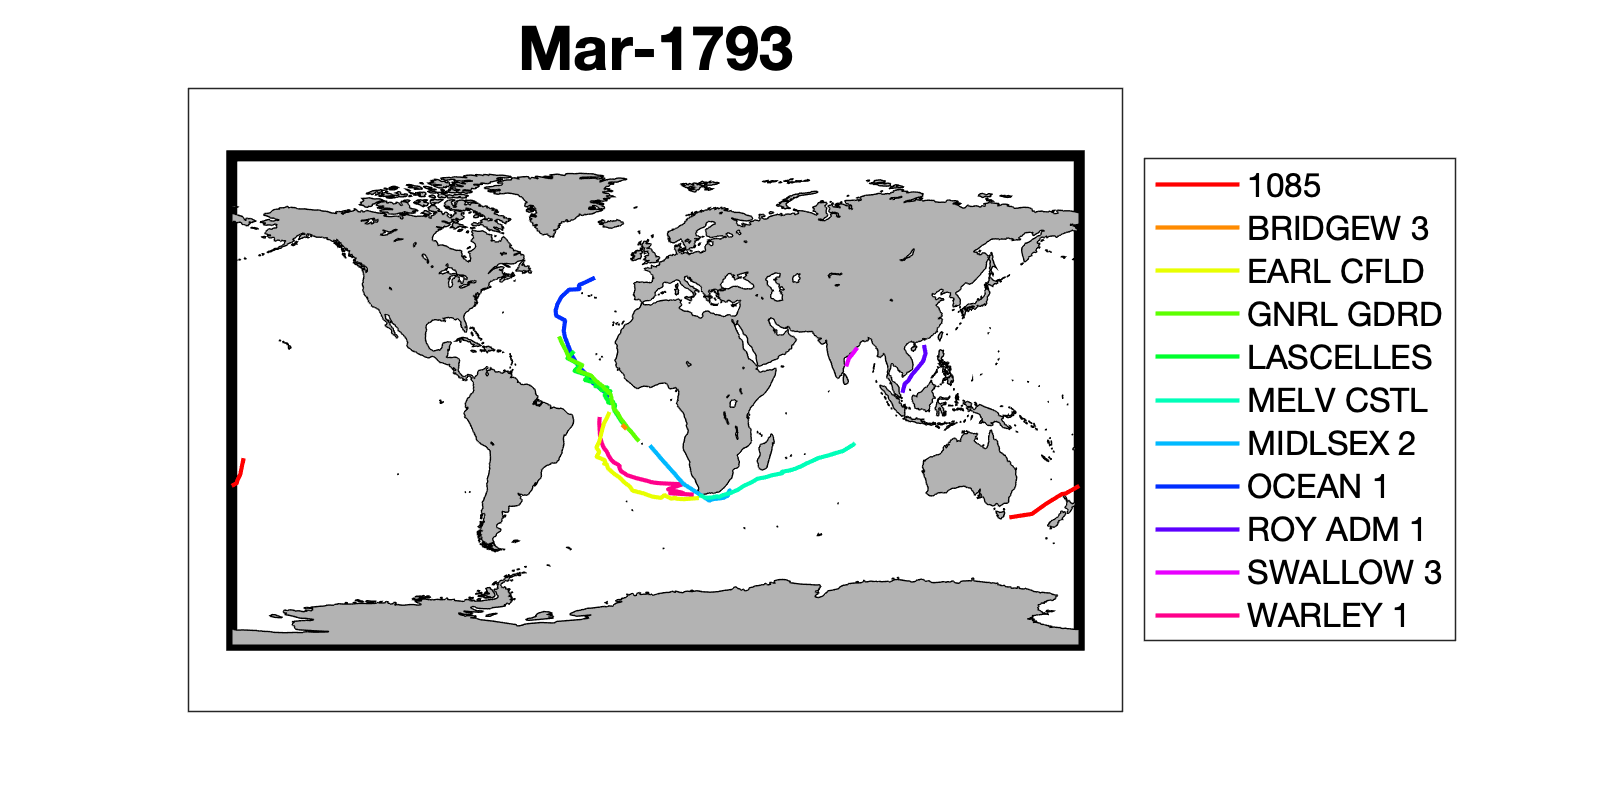 Mar-1793
1085
BRIDGEW 3
EARL CFLD
GNRL GDRD
LASCELLES
MELV CSTL
MIDLSEX 2
OCEAN 1
ROY ADM 1
SWALLOW 3
WARLEY 1